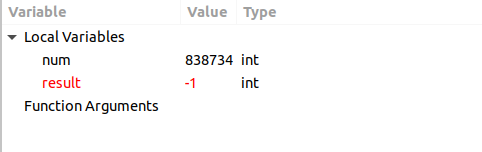 Variable Value Type
Local Variables
num 838734 int
result -1 int
Function Arguments